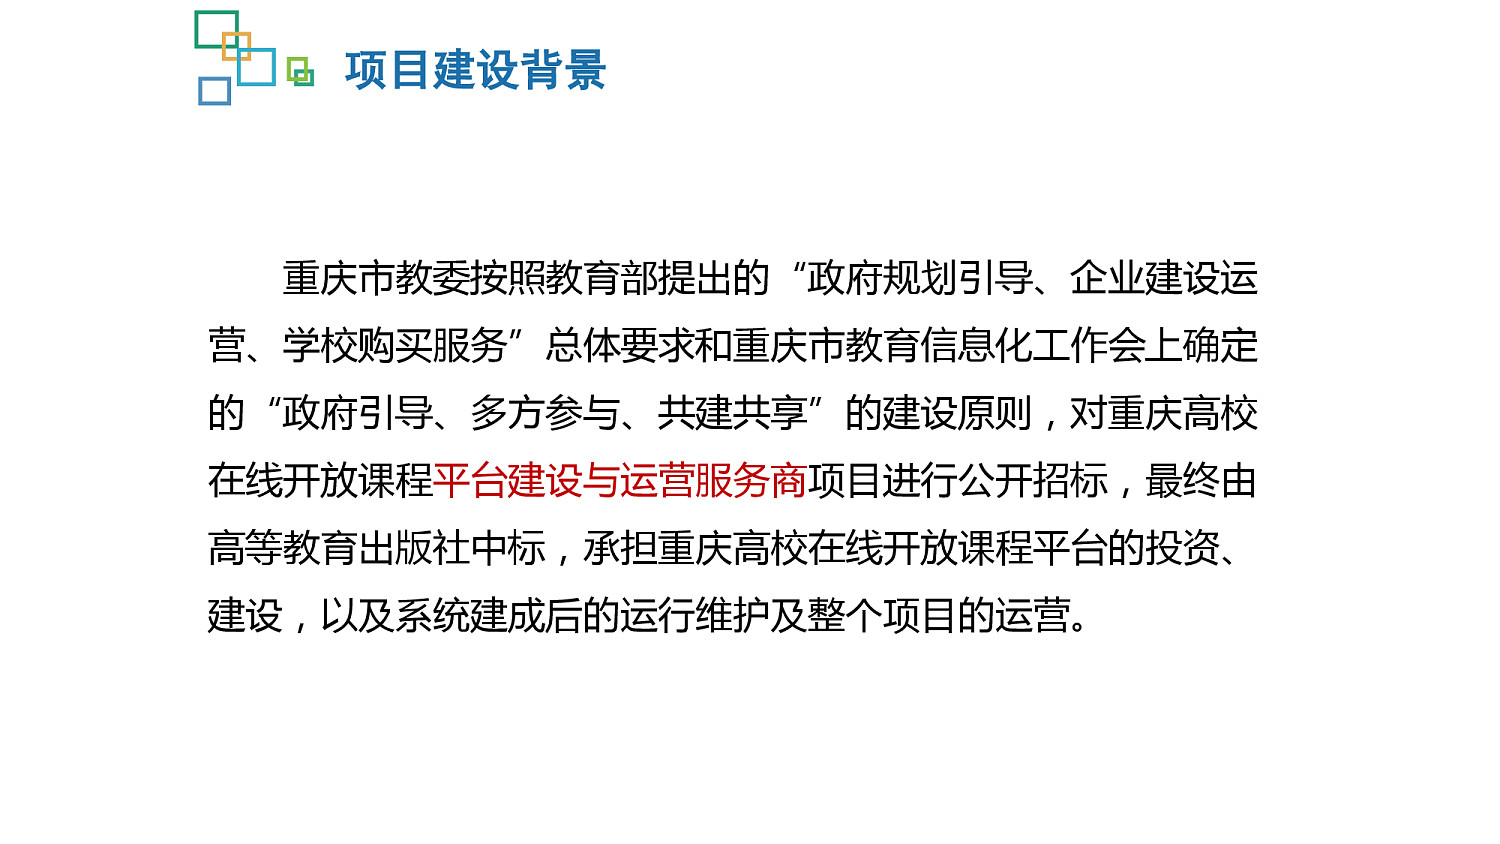 项目建设背景
重庆市教委按照教育部提出的“政府规划引导、企业建设运
营、学校购买服务”总体要求和重庆市教育信息化工作会上确定
的“政府引导、多方参与、共建共享”的建设原则，对重庆高校
在线开放课程平台建设与运营服务商项目进行公开招标，最终由
高等教育出版社中标，承担重庆高校在线开放课程平台的投资、
建设，以及系统建成后的运行维护及整个项目的运营。